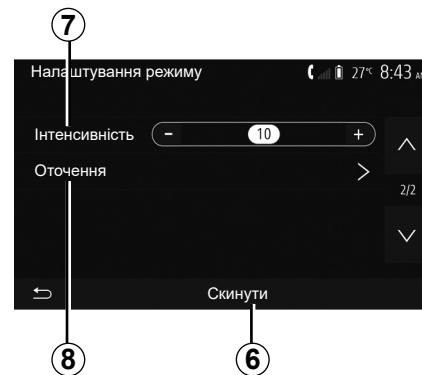 7
Налаштування режиму 27°C 8:43
Інтенсивність - 10 +
Оточення >
2/2
Скинути
8 6